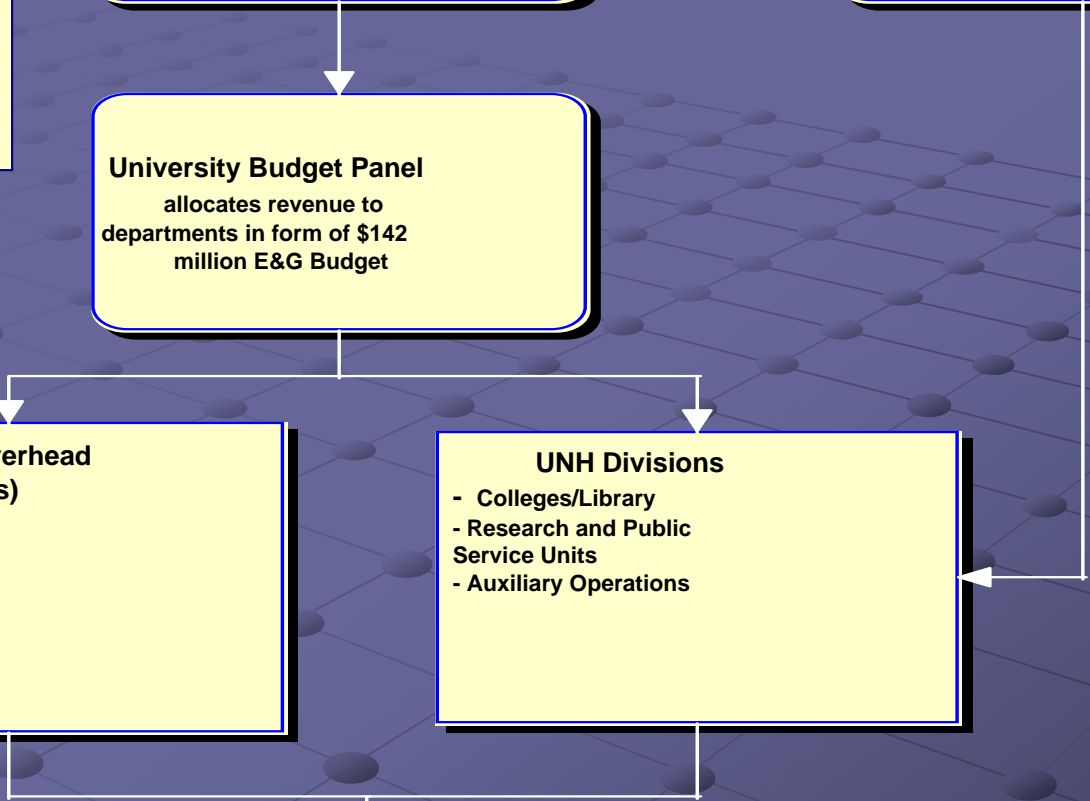 University Budget Panel
allocates revenue to
departments in form of $142
million E&G Budget
UNH Divisions
- Colleges/Library
- Research and Public
Service Units
- Auxiliary Operations